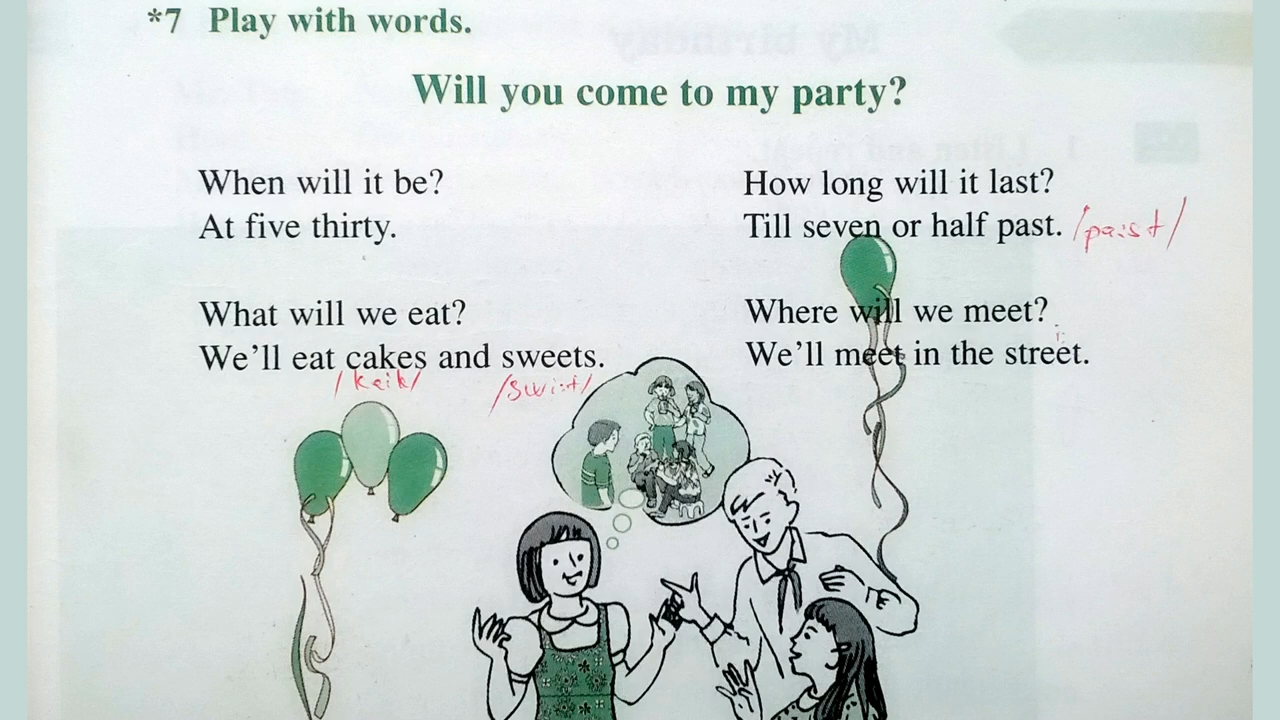 *7 Play with words.
Will you come to my party?
When will it be?
At five thirty.
What will we eat?
We'll eat cakes and sweets.
/keik/ /swi:t/
How long will it last?
Till seven or half past. /pa:st/
Where will we meet?
i:
We'll meet in the street.